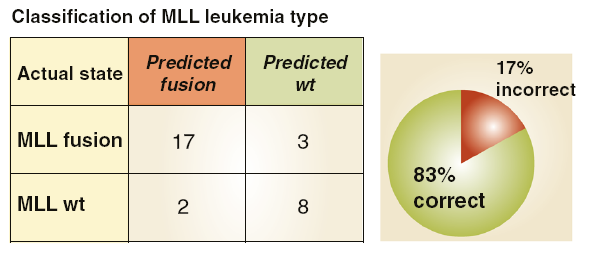 Classification of MLL leukemia type
Actual state
Predicted
fusion
Predicted
wt
MLL fusion 17 3
MLL wt 2 8
17%
incorrect
83%
correct